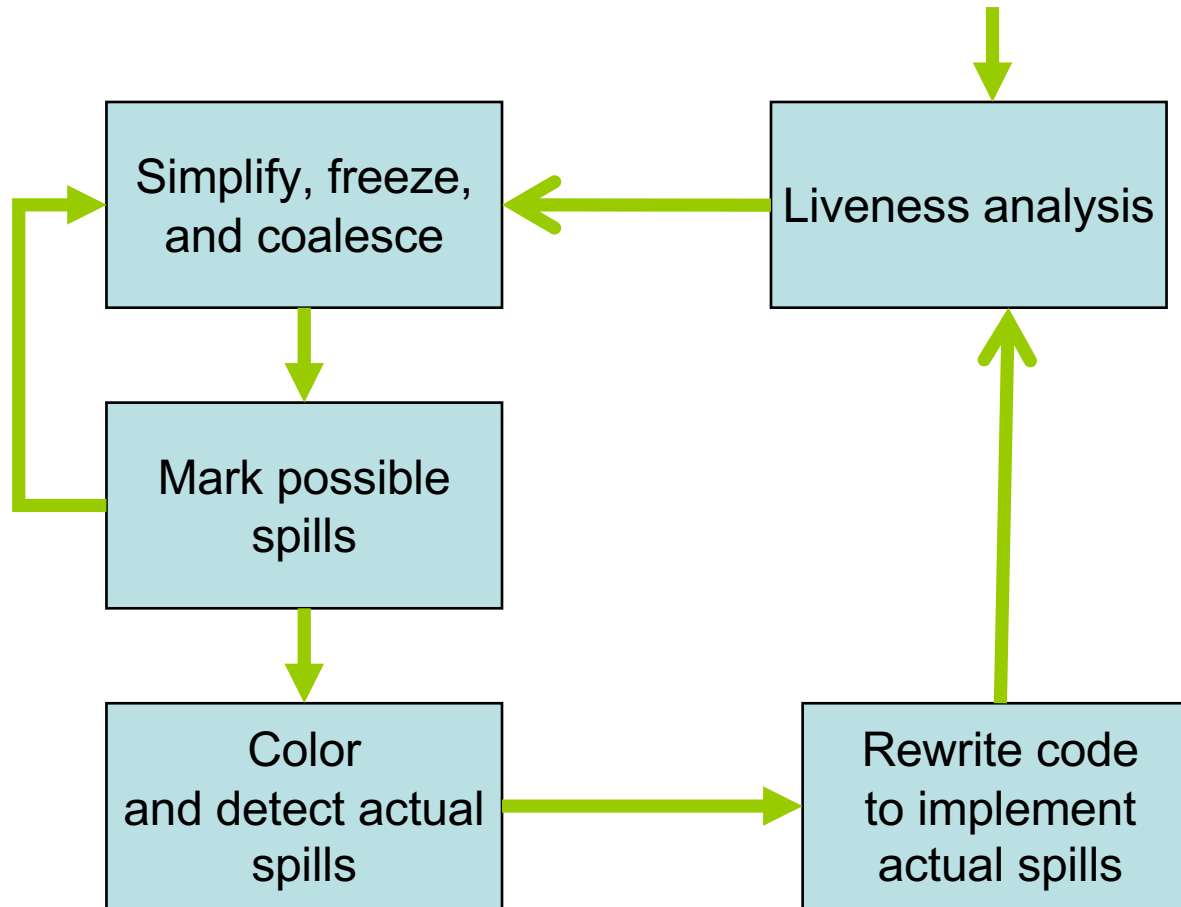 Simplify, freeze,
and coalesce
Liveness analysis
Mark possible
spills
Color
and detect actual
spills
Rewrite code
to implement
actual spills